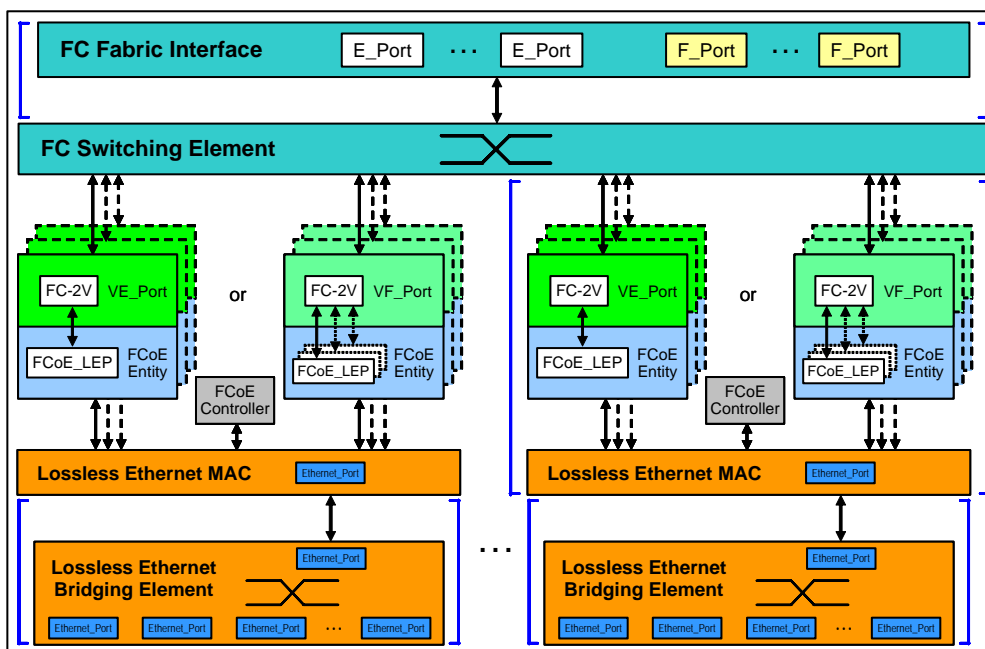 FC Fabric Interface
E_Port ... E_Port F_Port ... F_Port
FC Switching Element
FC-2V VE_Port
or
FC-2V VF_Port
FCoE_LEP FCoE
Entity
FCoE
Controller
FCoE_LEP FCoE
Entity
FC-2V VE_Port
or
FC-2V VF_Port
FCoE_LEP FCoE
Entity
FCoE
Controller
FCoE_LEP FCoE
Entity
Lossless Ethernet MAC Ethernet_Port
Lossless Ethernet MAC Ethernet_Port
Ethernet_Port
Lossless Ethernet
Bridging Element
Ethernet_Port Ethernet_Port Ethernet_Port ... Ethernet_Port
...
Ethernet_Port
Lossless Ethernet
Bridging Element
Ethernet_Port Ethernet_Port Ethernet_Port ... Ethernet_Port